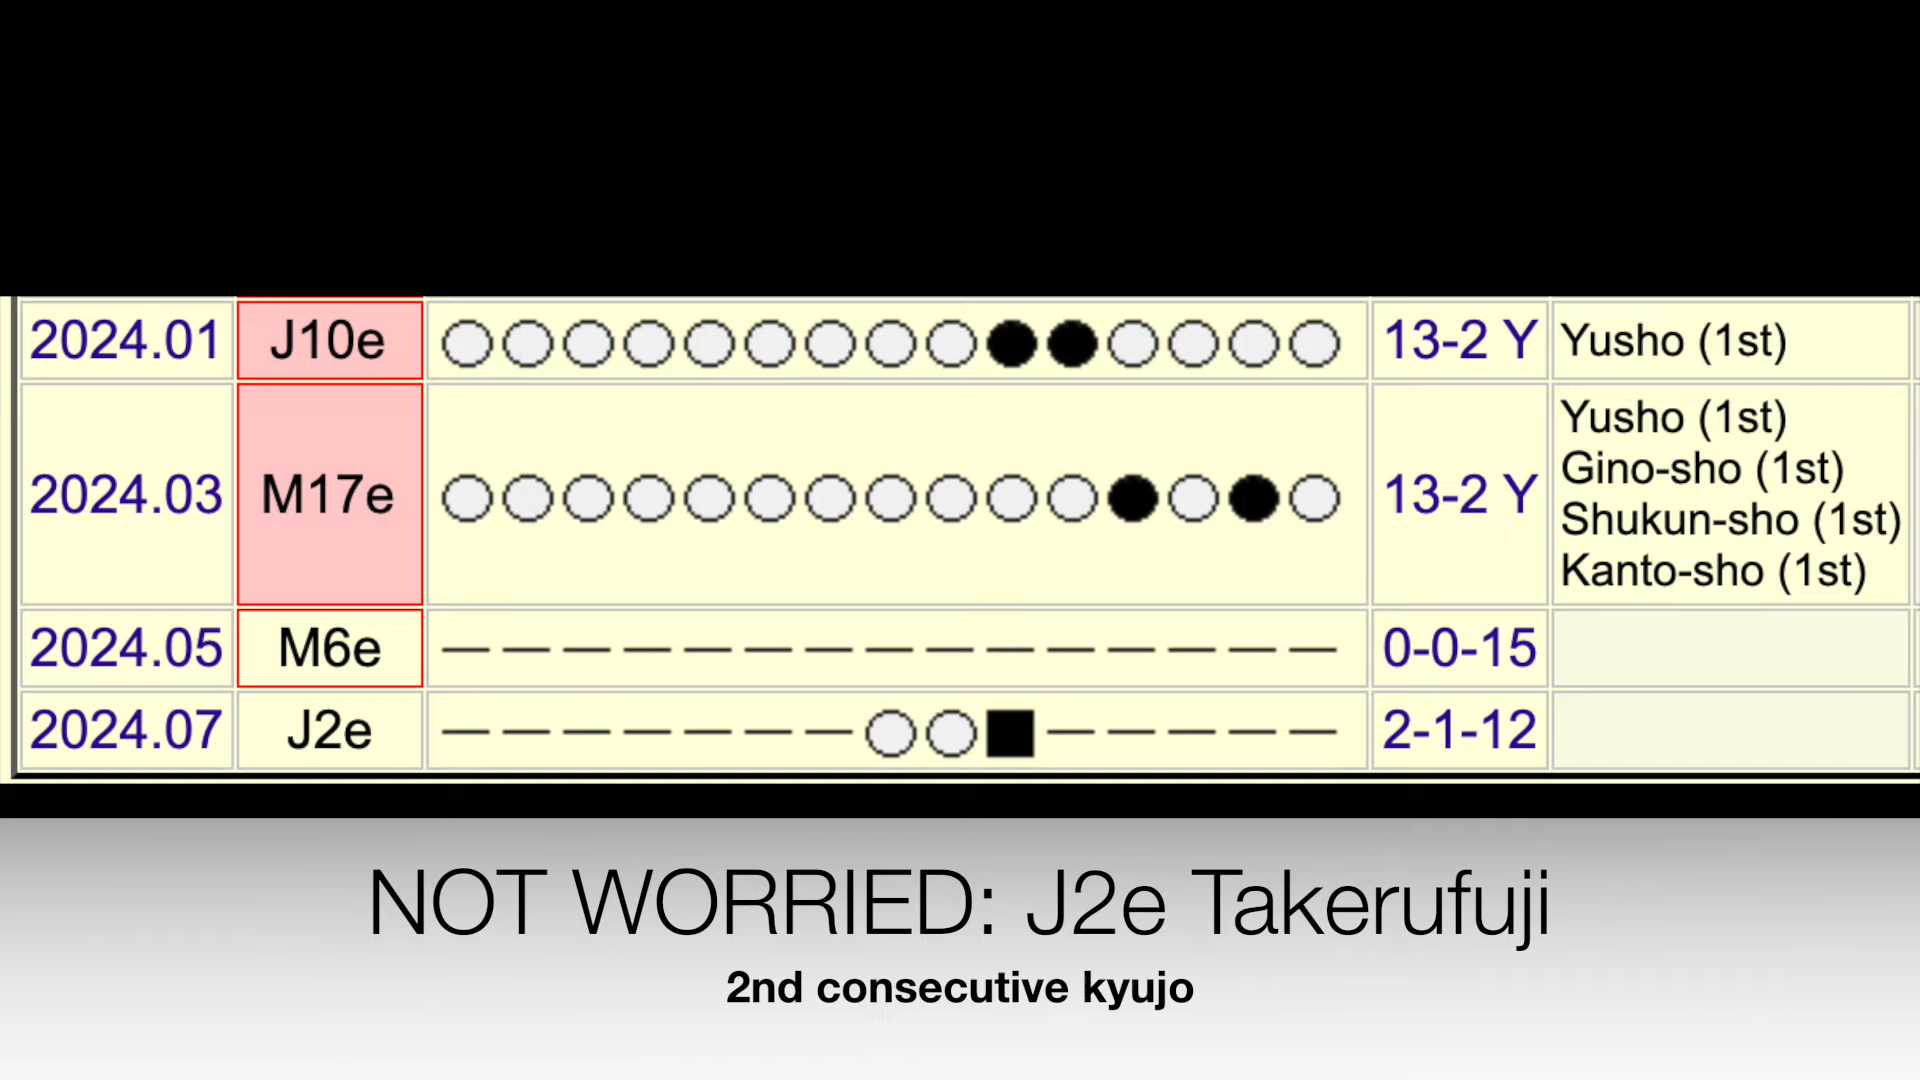 2024.01 J10e 13-2 Y Yusho (1st)
2024.03 M17e 13-2 Y Yusho (1st)
Gino-sho (1st)
Shukun-sho (1st)
Kanto-sho (1st)
2024.05 M6e 0-0-15
2024.07 J2e 2-1-12
NOT WORRIED: J2e Takerufuji
2nd consecutive kyujo